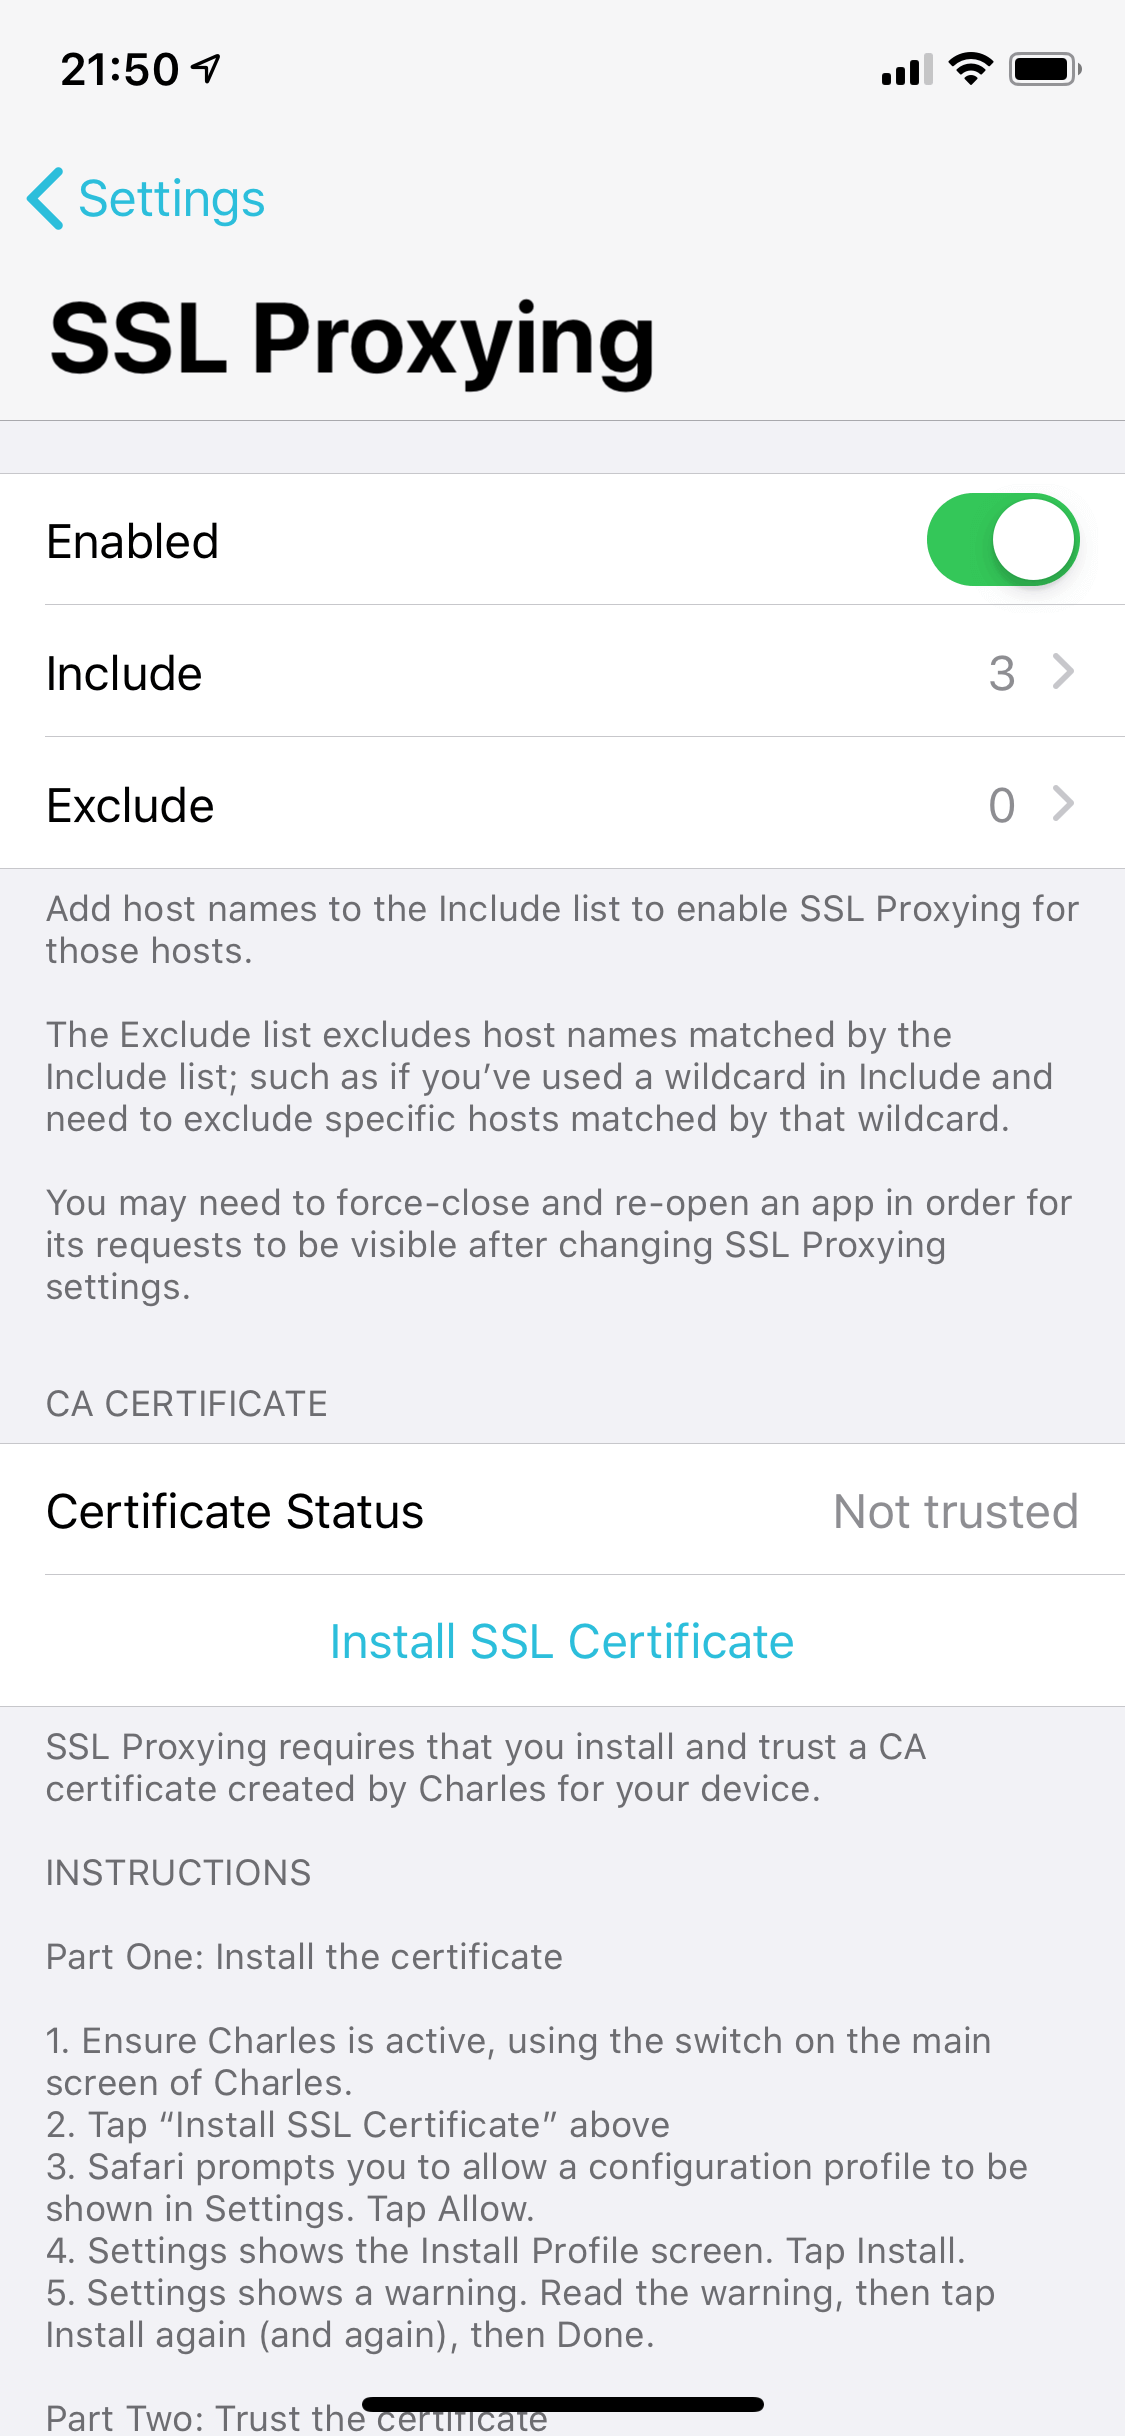 21:50
Settings
SSL Proxying
Enabled
Include 3
Exclude 0
Add host names to the Include list to enable SSL Proxying for
those hosts.
The Exclude list excludes host names matched by the
Include list; such as if you’ve used a wildcard in Include and
need to exclude specific hosts matched by that wildcard.
You may need to force-close and re-open an app in order for
its requests to be visible after changing SSL Proxying
settings.
CA CERTIFICATE
Certificate Status Not trusted
Install SSL Certificate
SSL Proxying requires that you install and trust a CA
certificate created by Charles for your device.
INSTRUCTIONS
Part One: Install the certificate
1. Ensure Charles is active, using the switch on the main
screen of Charles.
2. Tap “Install SSL Certificate” above
3. Safari prompts you to allow a configuration profile to be
shown in Settings. Tap Allow.
4. Settings shows the Install Profile screen. Tap Install.
5. Settings shows a warning. Read the warning, then tap
Install again (and again), then Done.
Part Two: Trust the certificate